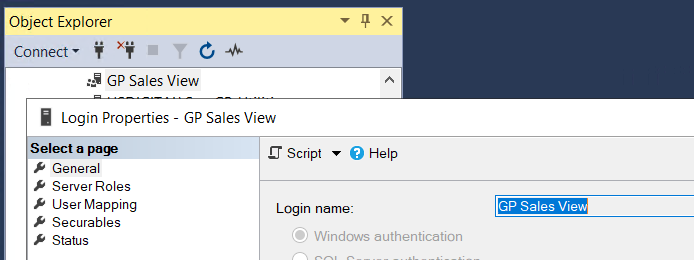 Object Explorer
Connect
GP Sales View
Login Properties - GP Sales View
Select a page
General
Server Roles
User Mapping
Securables
Status
Script
Help
Login name:
GP Sales View
Windows authentication
SQL Server authentication